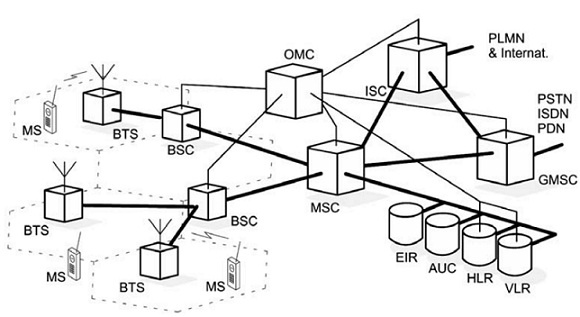 PLMN
& Internat.
OMC
ISC
PSTN
ISDN
PDN
MS
BTS
BSC
GMSC
MSC
BTS
BSC
EIR
AUC
HLR
VLR
MS
BTS
MS